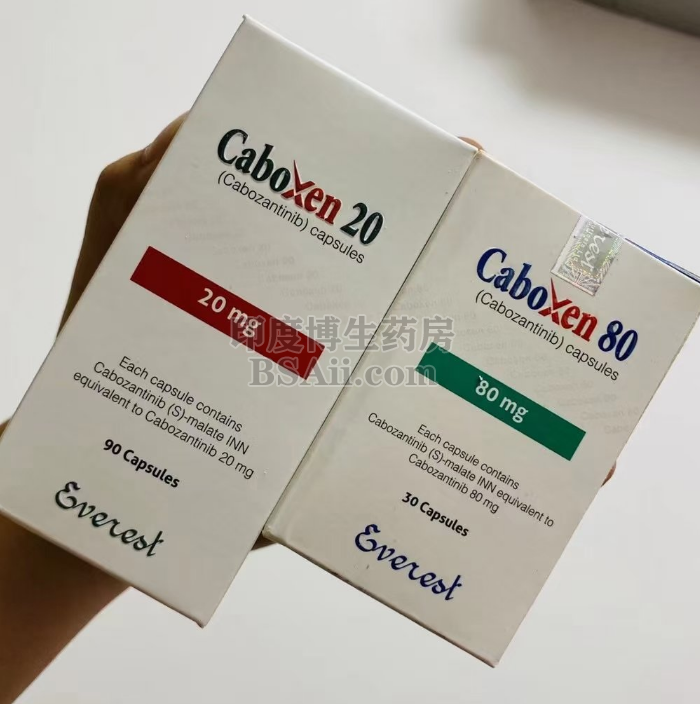 CaboXen 20
(Cabozantinib) capsules
20 mg
Each capsule contains
Cabozantinib (S)-malate INN
equivalent to Cabozantinib 20 mg
90 Capsules
Everest
CaboXen 80
(Cabozantinib) capsules
80 mg
Each capsule contains
Cabozantinib (S)-malate INN equivalent to
Cabozantinib 80 mg
30 Capsules
Everest
印度博生药房
BSAii.com